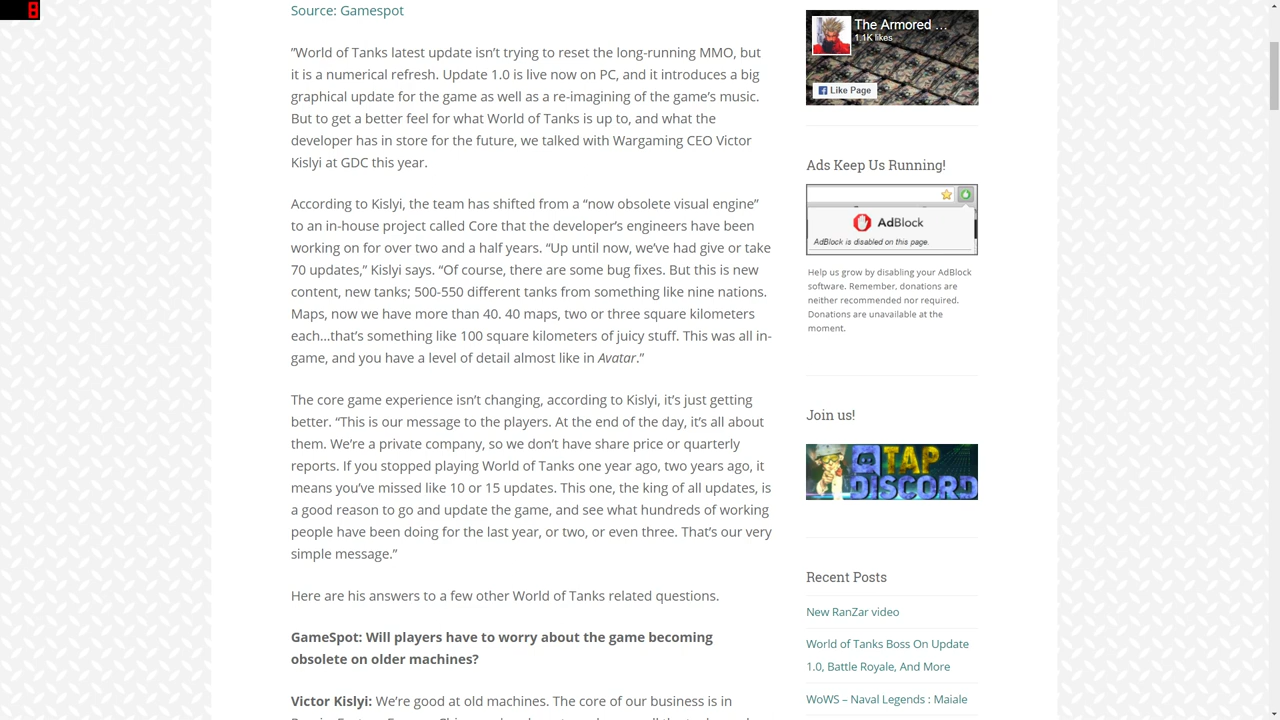 8
Source: Gamespot
”World of Tanks latest update isn’t trying to reset the long-running MMO, but
it is a numerical refresh. Update 1.0 is live now on PC, and it introduces a big
graphical update for the game as well as a re-imagining of the game’s music.
But to get a better feel for what World of Tanks is up to, and what the
developer has in store for the future, we talked with Wargaming CEO Victor
Kislyi at GDC this year.
According to Kislyi, the team has shifted from a “now obsolete visual engine”
to an in-house project called Core that the developer’s engineers have been
working on for over two and a half years. “Up until now, we’ve had give or take
70 updates,” Kislyi says. “Of course, there are some bug fixes. But this is new
content, new tanks; 500-550 different tanks from something like nine nations.
Maps, now we have more than 40. 40 maps, two or three square kilometers
each…that’s something like 100 square kilometers of juicy stuff. This was all in-
game, and you have a level of detail almost like in Avatar.”
The core game experience isn’t changing, according to Kislyi, it’s just getting
better. “This is our message to the players. At the end of the day, it’s all about
them. We’re a private company, so we don’t have share price or quarterly
reports. If you stopped playing World of Tanks one year ago, two years ago, it
means you’ve missed like 10 or 15 updates. This one, the king of all updates, is
a good reason to go and update the game, and see what hundreds of working
people have been doing for the last year, or two, or even three. That’s our very
simple message.”
Here are his answers to a few other World of Tanks related questions.
GameSpot: Will players have to worry about the game becoming
obsolete on older machines?
Victor Kislyi: We’re good at old machines. The core of our business is in
The Armored ...
1.1K likes
Like Page
Ads Keep Us Running!
AdBlock
AdBlock is disabled on this page.
Help us grow by disabling your AdBlock
software. Remember, donations are
neither recommended nor required.
Donations are unavailable at the
moment.
Join us!
TAP
DISCORD
Recent Posts
New RanZar video
World of Tanks Boss On Update
1.0, Battle Royale, And More
WoWS – Naval Legends : Maiale